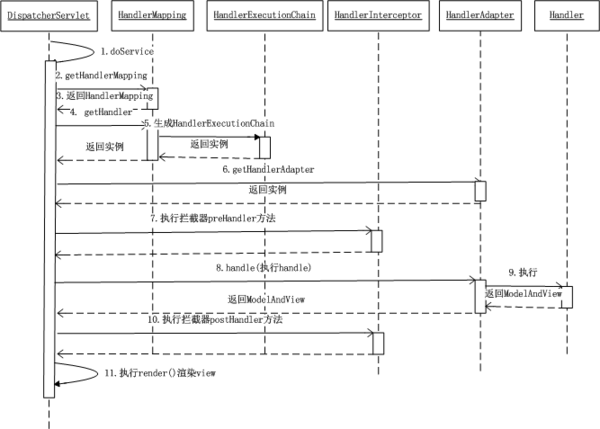 DispatcherServlet
HandlerMapping
HandlerExecutionChain
HandlerInterceptor
HandlerAdapter
Handler
1.doService
2.getHandlerMapping
3.返回HandlerMapping
4. getHandler
5.生成HandlerExecutionChain
返回实例
返回实例
6.getHandlerAdapter
返回实例
7.执行拦截器preHandler方法
8.handle(执行handle)
9.执行
返回ModelAndView
返回ModelAndView
10.执行拦截器postHandler方法
11.执行render()渲染view